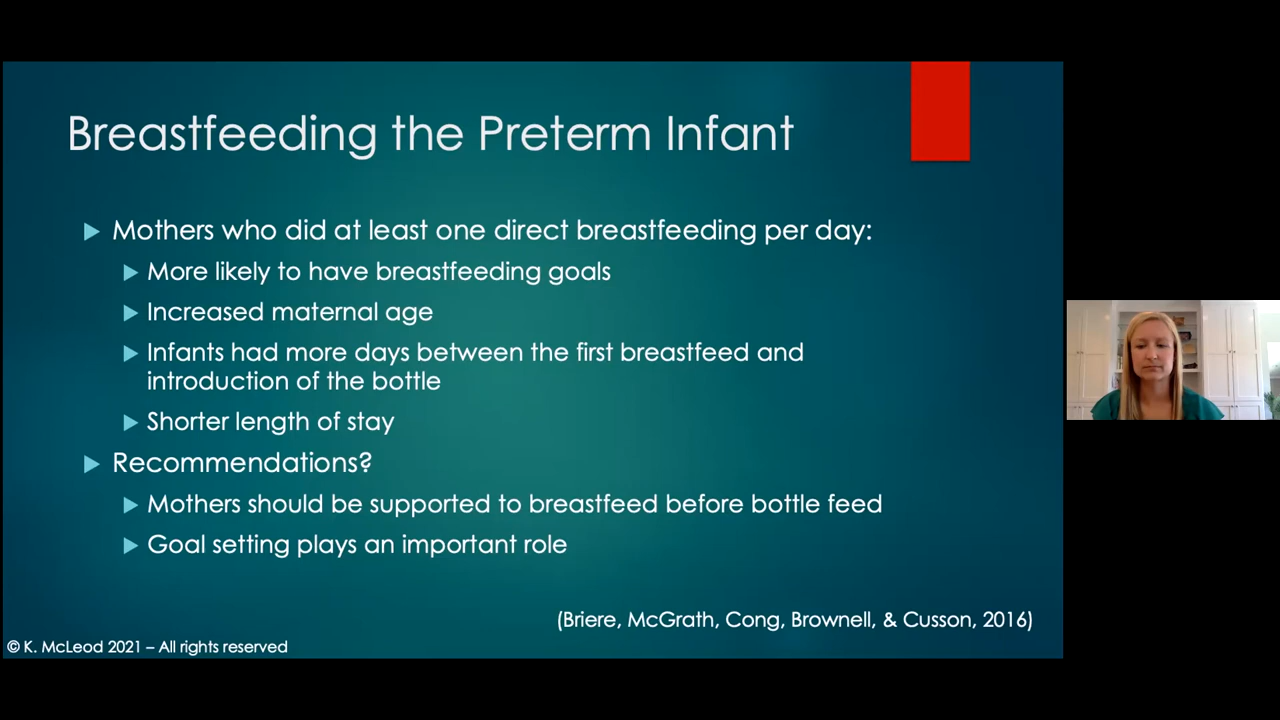 Breastfeeding the Preterm Infant
Mothers who did at least one direct breastfeeding per day:
More likely to have breastfeeding goals
Increased maternal age
Infants had more days between the first breastfeed and
introduction of the bottle
Shorter length of stay
Recommendations?
Mothers should be supported to breastfeed before bottle feed
Goal setting plays an important role
(Briere, McGrath, Cong, Brownell, & Cusson, 2016)
© K. McLeod 2021 – All rights reserved